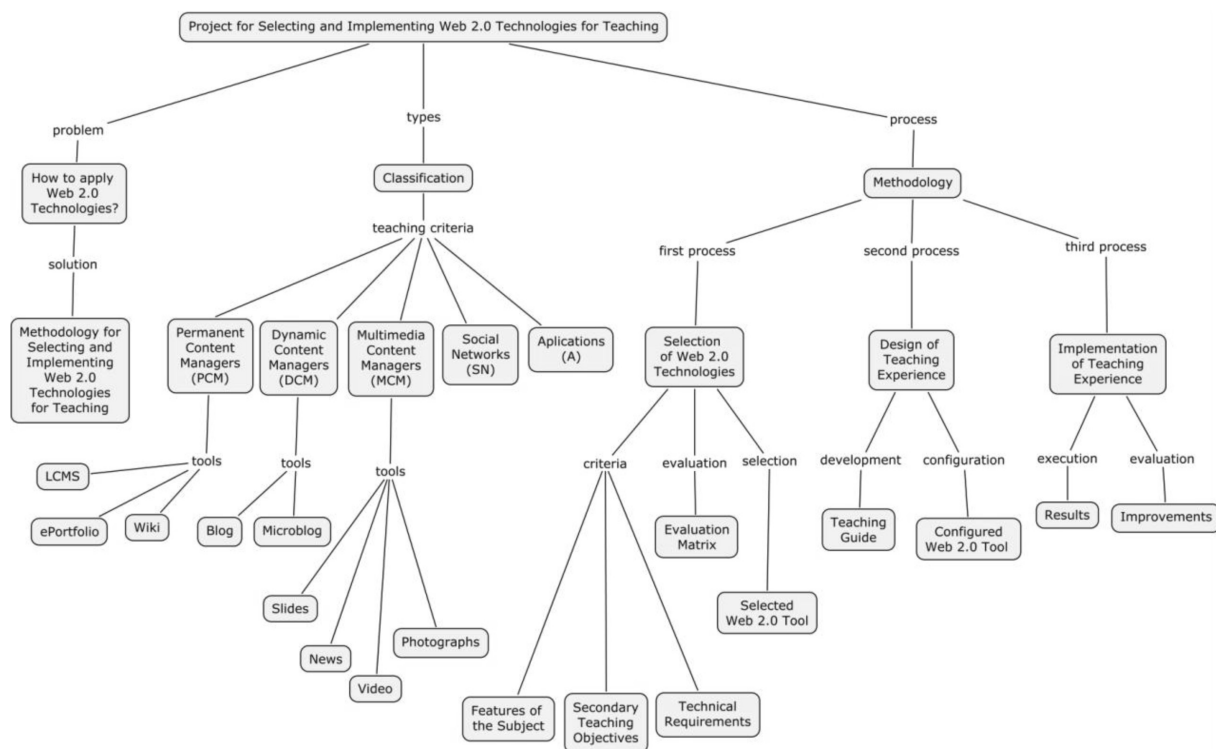 Project for Selecting and Implementing Web 2.0 Technologies for Teaching
problem
types
process
How to apply
Web 2.0
Technologies?
Classification
Methodology
solution
teaching criteria
first process
second process
third process
Methodology for
Selecting and
Implementing
Web 2.0
Technologies
for Teaching
Permanent
Content
Managers
(PCM)
Dynamic
Content
Managers
(DCM)
Multimedia
Content
Managers
(MCM)
Social
Networks
(SN)
Aplications
(A)
Selection
of Web 2.0
Technologies
Design of
Teaching
Experience
Implementation
of Teaching
Experience
tools
tools
tools
criteria
evaluation
selection
development
configuration
execution
evaluation
LCMS
ePortfolio
Wiki
Blog
Microblog
Slides
News
Video
Photographs
Evaluation
Matrix
Selected
Web 2.0 Tool
Teaching
Guide
Configured
Web 2.0 Tool
Results
Improvements
Features of
the Subject
Secondary
Teaching
Objectives
Technical
Requirements